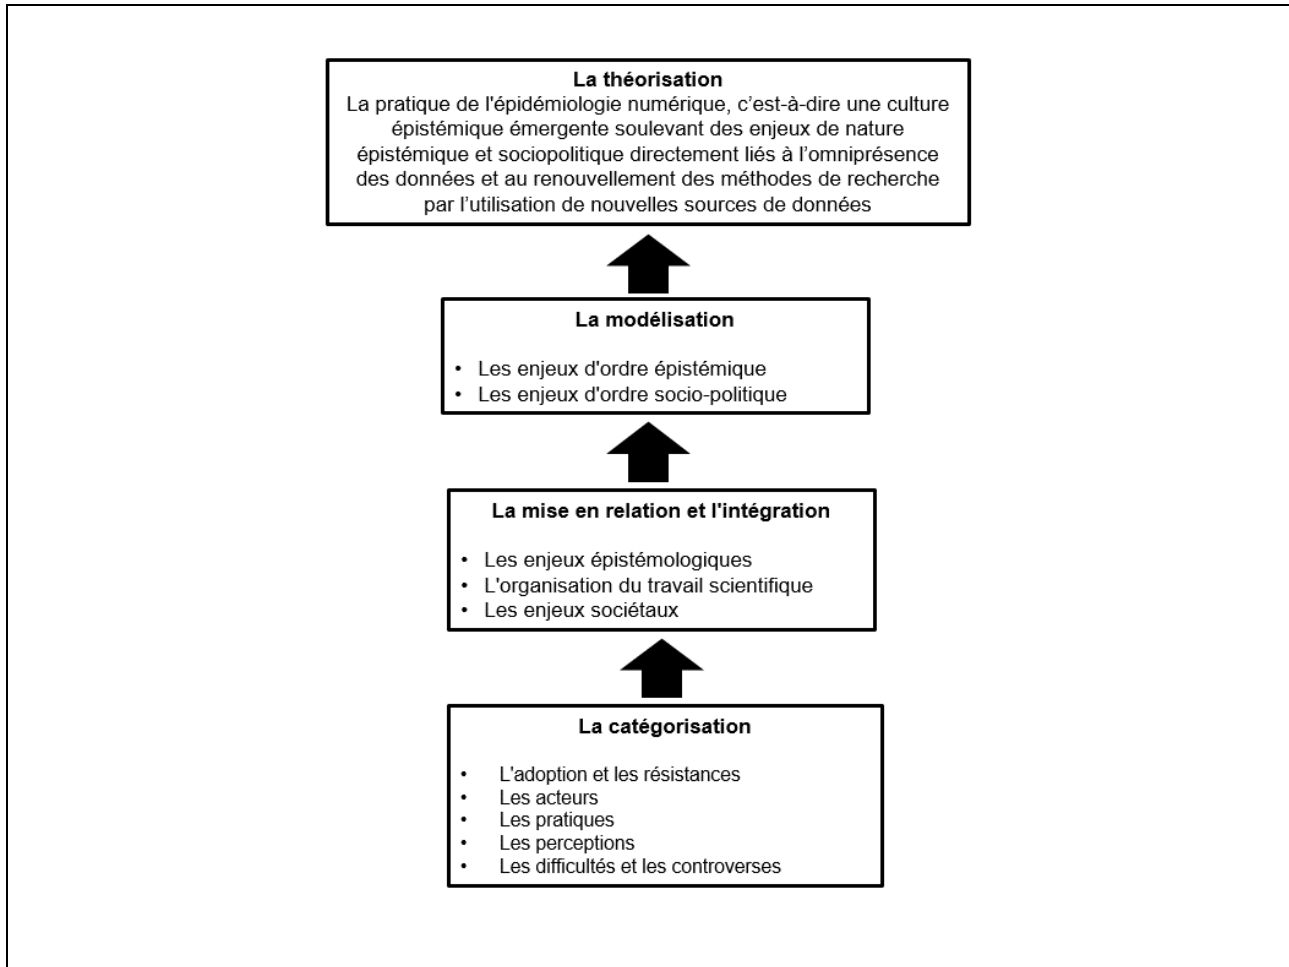 La théorisation
La pratique de l'épidémiologie numérique, c’est-à-dire une culture
épistémique émergente soulevant des enjeux de nature
épistémique et sociopolitique directement liés à l’omniprésence
des données et au renouvellement des méthodes de recherche
par l’utilisation de nouvelles sources de données
La modélisation
• Les enjeux d'ordre épistémique
• Les enjeux d'ordre socio-politique
La mise en relation et l'intégration
• Les enjeux épistémologiques
• L'organisation du travail scientifique
• Les enjeux sociétaux
La catégorisation
• L'adoption et les résistances
• Les acteurs
• Les pratiques
• Les perceptions
• Les difficultés et les controverses